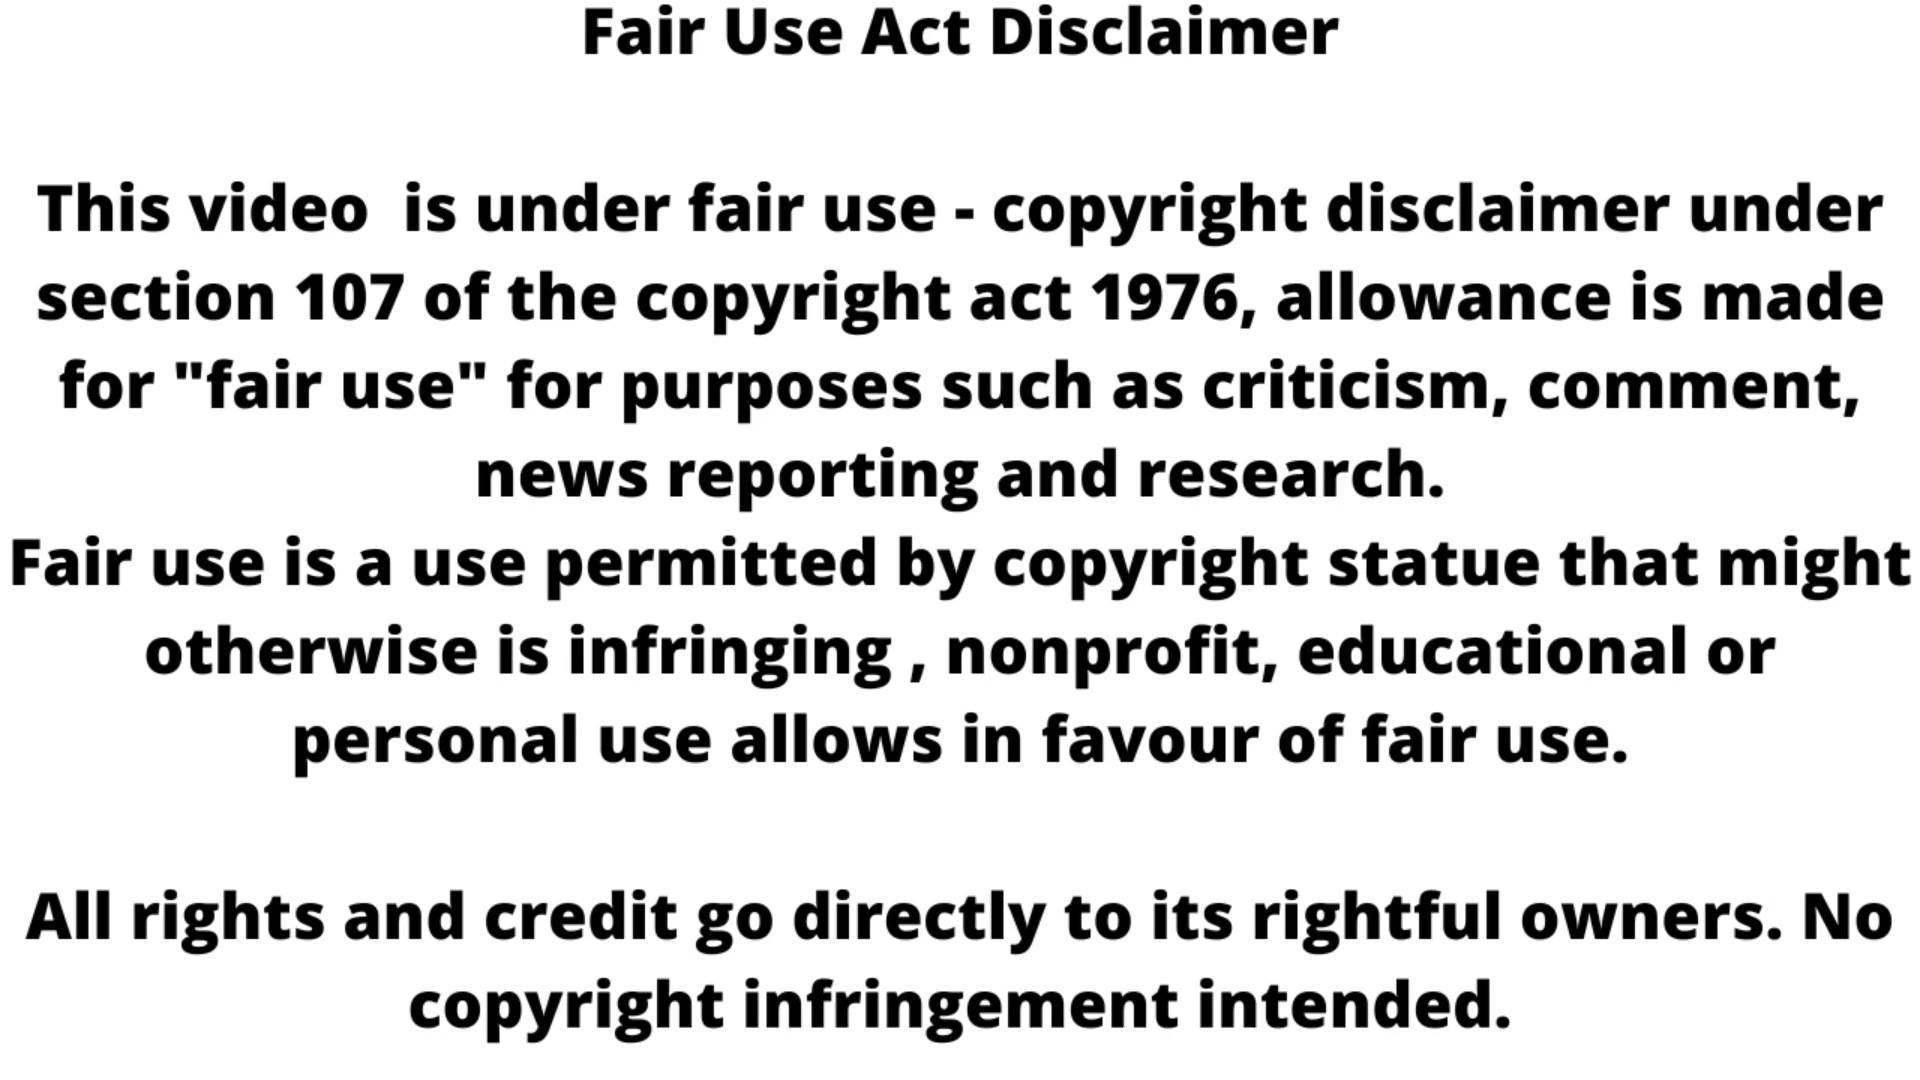 Fair Use Act Disclaimer
This video  is under fair use - copyright disclaimer under
section 107 of the copyright act 1976, allowance is made
for "fair use" for purposes such as criticism, comment,
news reporting and research.
Fair use is a use permitted by copyright statue that might
otherwise is infringing , nonprofit, educational or
personal use allows in favour of fair use.
All rights and credit go directly to its rightful owners. No
copyright infringement intended.